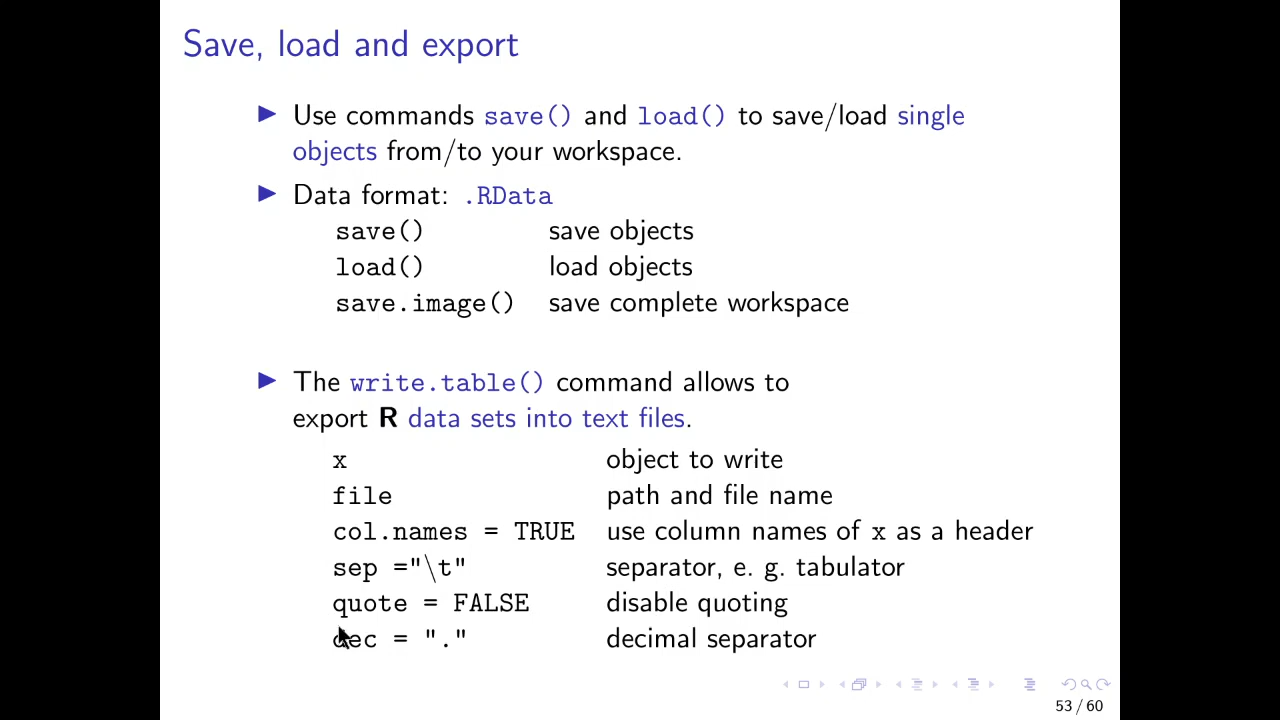 Save, load and export
Use commands save() and load() to save/load single
objects from/to your workspace.
Data format: .RData
save() save objects
load() load objects
save.image() save complete workspace
The write.table() command allows to
export R data sets into text files.
x object to write
file path and file name
col.names = TRUE use column names of x as a header
sep ="\t" separator, e. g. tabulator
quote = FALSE disable quoting
dec = "." decimal separator
53 / 60